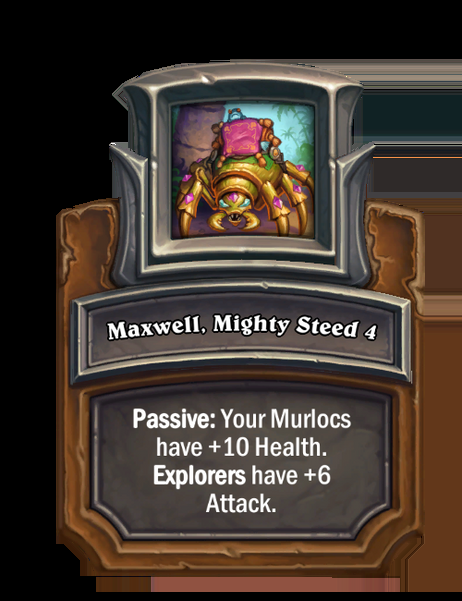 Maxwell, Mighty Steed 4
Passive: Your Murlocs
have +10 Health.
Explorers have +6
Attack.